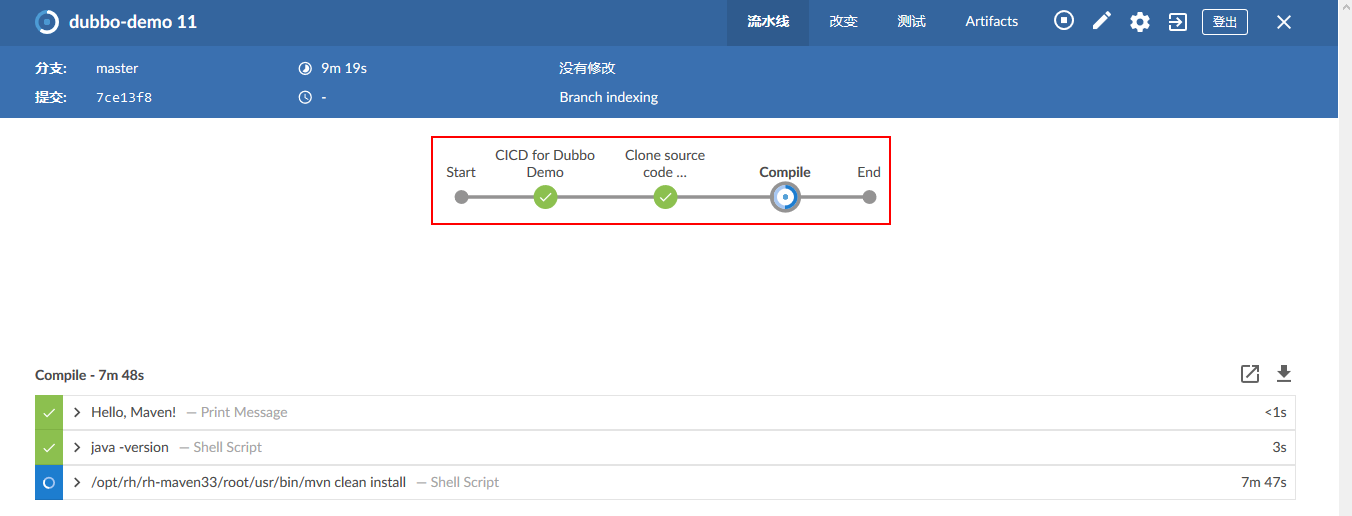 dubbo-demo 11
流水线 改变 测试 Artifacts 登出
分支: master 9m 19s 没有修改
提交: 7ce13f8 - Branch indexing
Start
CICD for Dubbo
Demo
Clone source
code ...
Compile
End
Compile - 7m 48s
Hello, Maven! — Print Message <1s
java -version — Shell Script 3s
/opt/rh/rh-maven33/root/usr/bin/mvn clean install — Shell Script 7m 47s